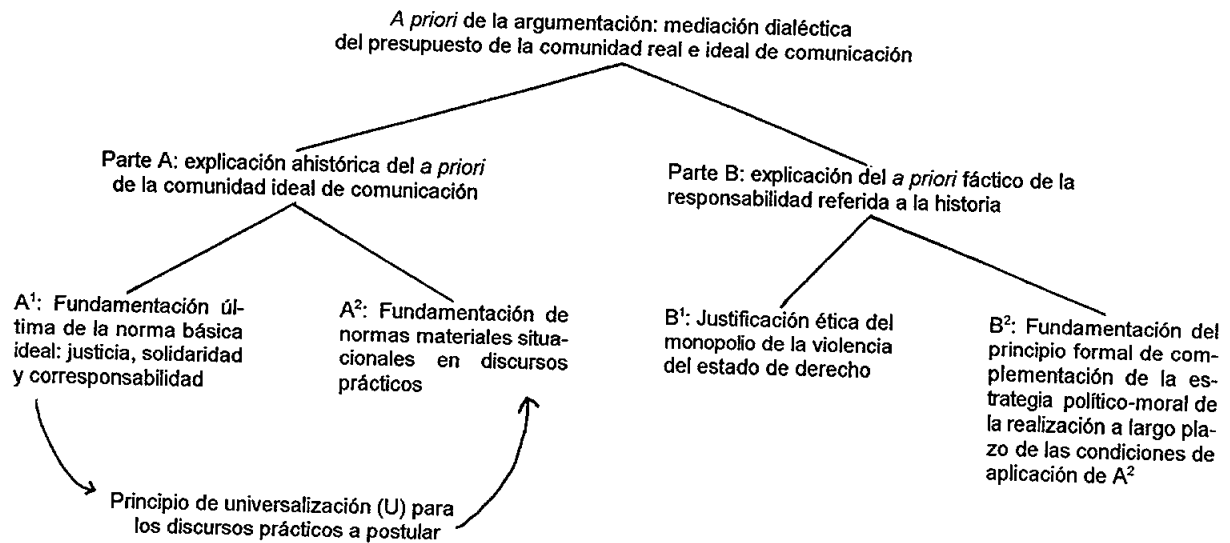 A priori de la argumentación: mediación dialéctica
del presupuesto de la comunidad real e ideal de comunicación
Parte A: explicación ahistórica del a priori
de la comunidad ideal de comunicación
Parte B: explicación del a priori fáctico de la
responsabilidad referida a la historia
A¹: Fundamentación úl-
tima de la norma básica
ideal: justicia, solidaridad
y corresponsabilidad
A²: Fundamentación de
normas materiales situa-
cionales en discursos
prácticos
B¹: Justificación ética del
monopolio de la violencia
del estado de derecho
B²: Fundamentación del
principio formal de com-
plementación de la es-
trategia político-moral de
la realización a largo pla-
zo de las condiciones de
aplicación de A²
Principio de universalización (U) para
los discursos prácticos a postular